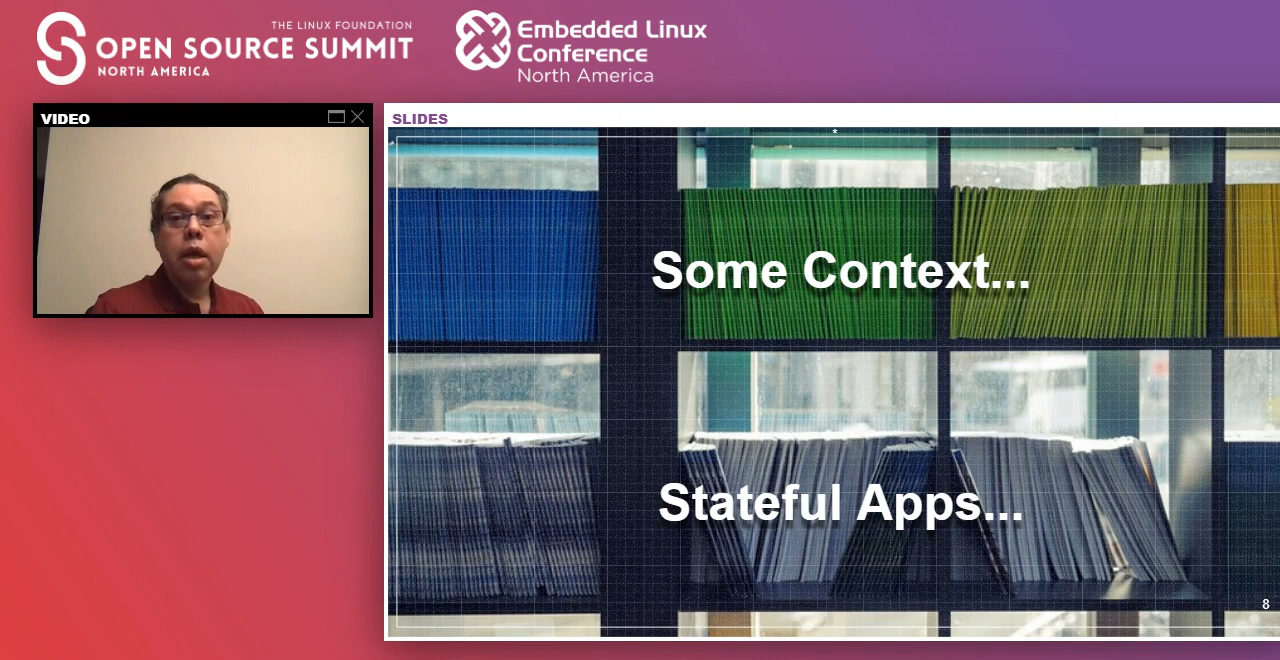 THE LINUX FOUNDATION
OPEN SOURCE SUMMIT
NORTH AMERICA
Embedded Linux
Conference
North America
VIDEO
SLIDES
*
Some Context...
Stateful Apps...
8